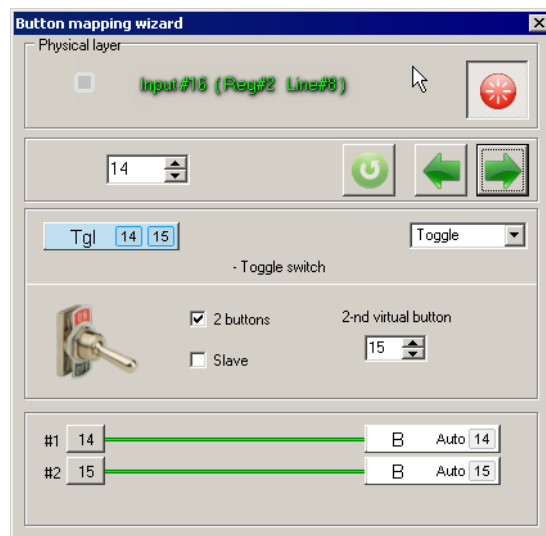 Button mapping wizard
Physical layer
Input#16 (Reg#2 Line#8)
14
Tgl 14 15
Toggle
- Toggle switch
2 buttons
2-nd virtual button
Slave
15
#1 14 B Auto 14
#2 15 B Auto 15